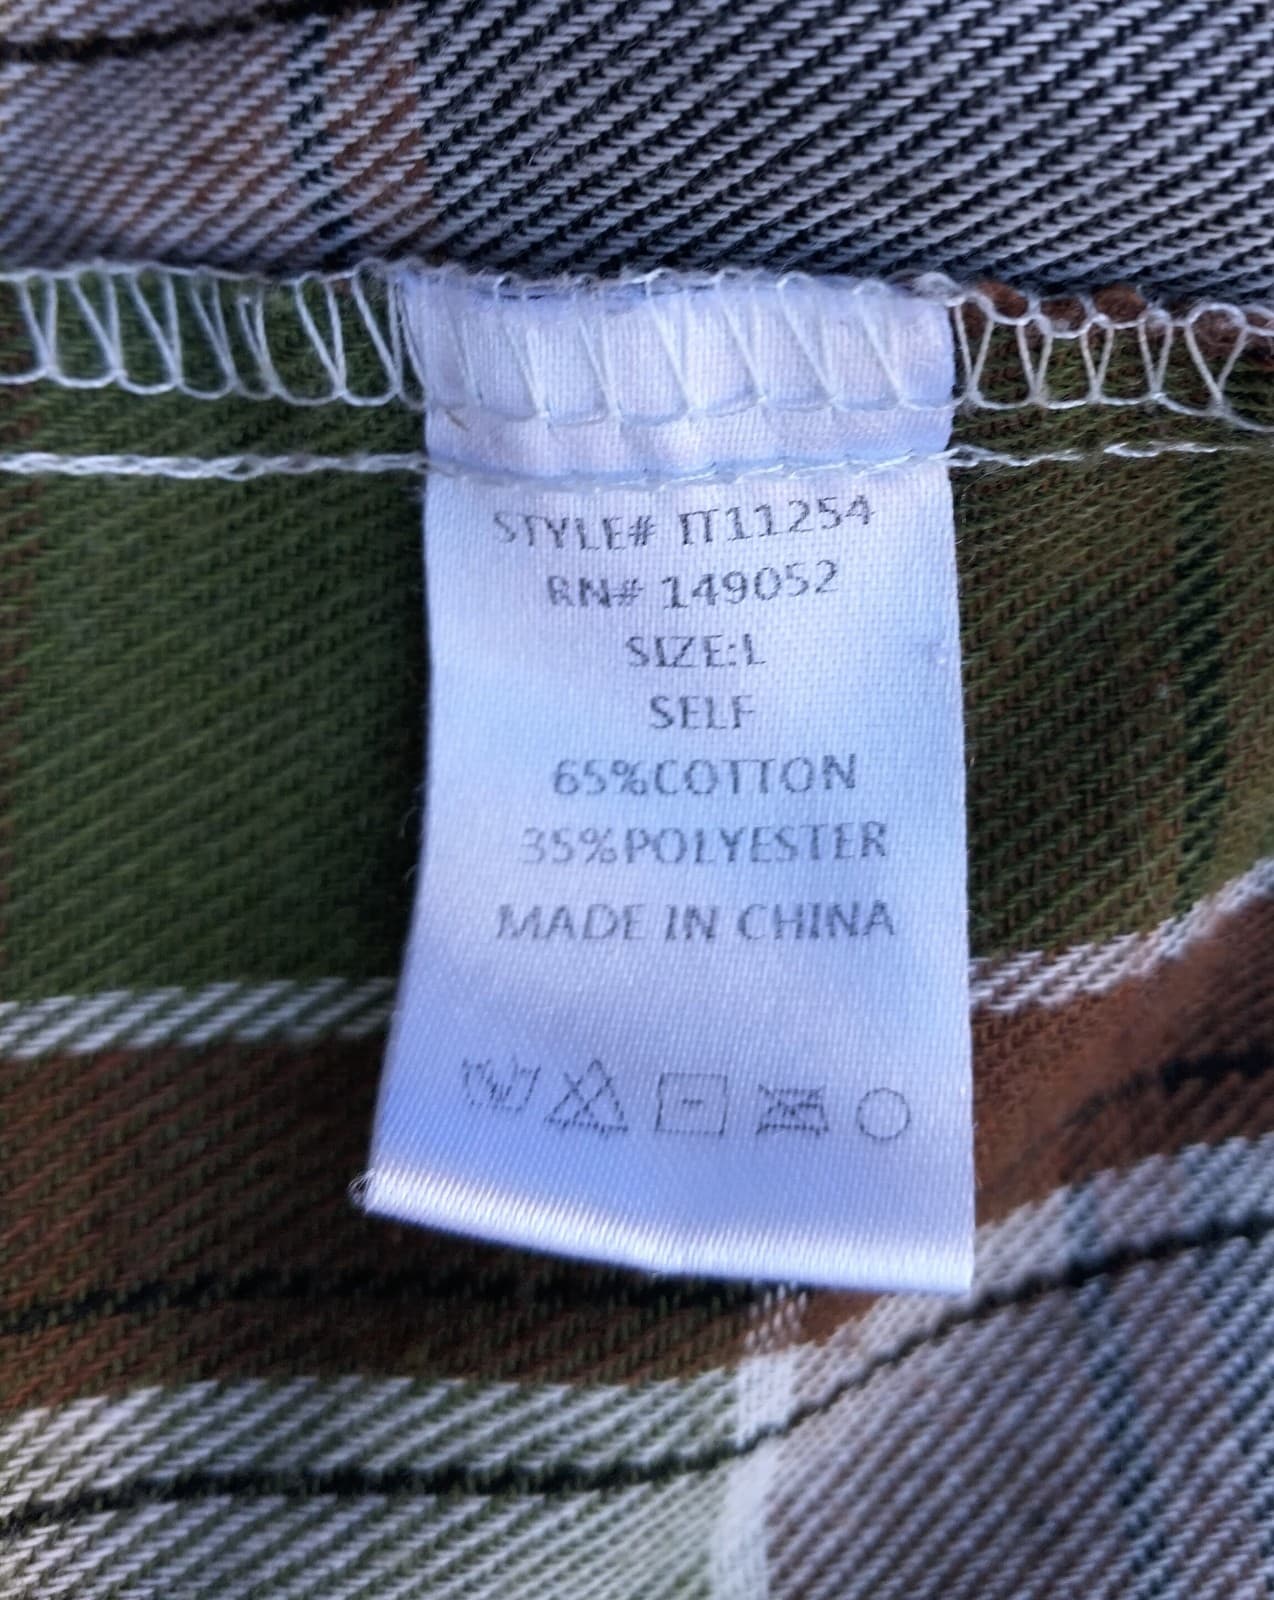 STYLE# IT11254
RN# 149052
SIZE:L
SELF
65%COTTON
35%POLYESTER
MADE IN CHINA